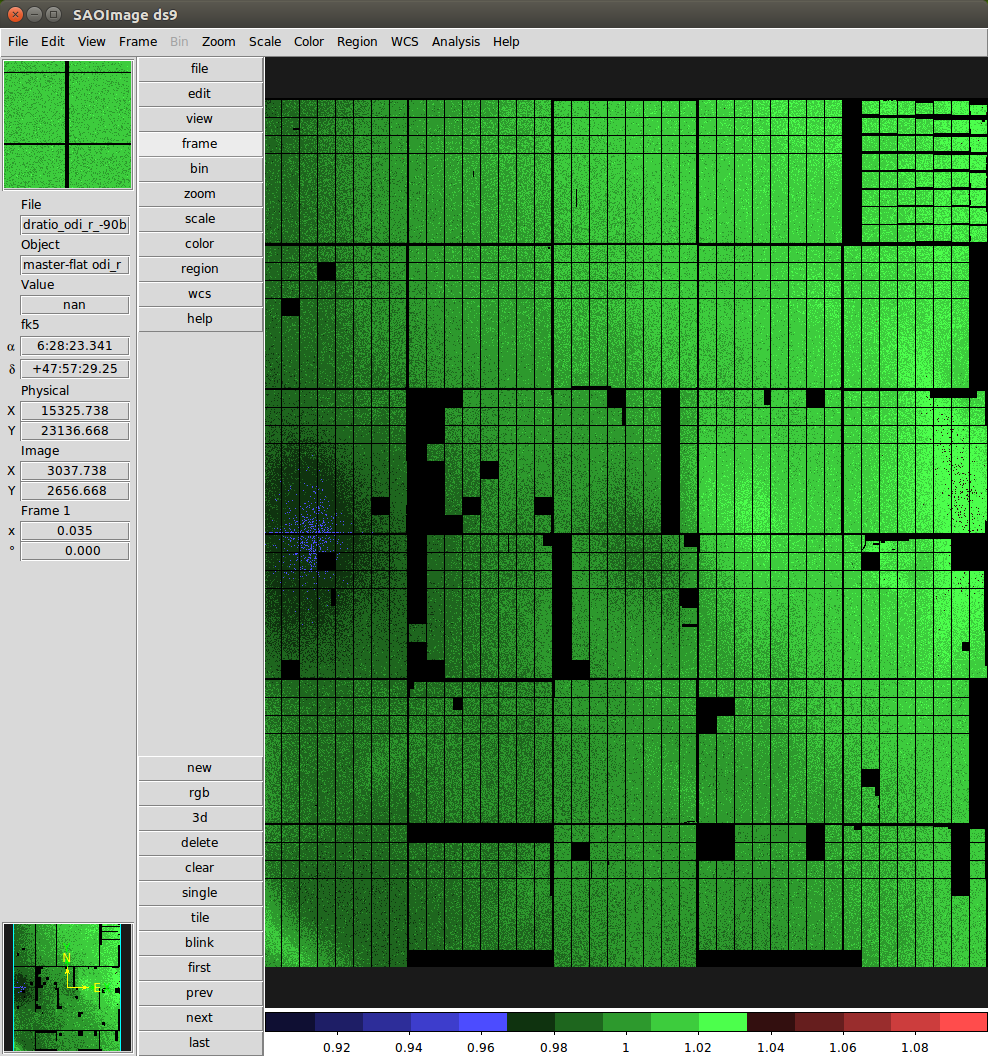 SAOImage ds9
File Edit View Frame Bin Zoom Scale Color Region WCS Analysis Help
File
dratio_odi_r_-90b
Object
master-flat odi_r
Value
nan
fk5
α 6:28:23.341
δ +47:57:29.25
Physical
X 15325.738
Y 23136.668
Image
X 3037.738
Y 2656.668
Frame 1
x 0.035
° 0.000
file
edit
view
frame
bin
zoom
scale
color
region
wcs
help
new
rgb
3d
delete
clear
single
tile
blink
first
prev
next
last
N
E
0.92 0.94 0.96 0.98 1 1.02 1.04 1.06 1.08